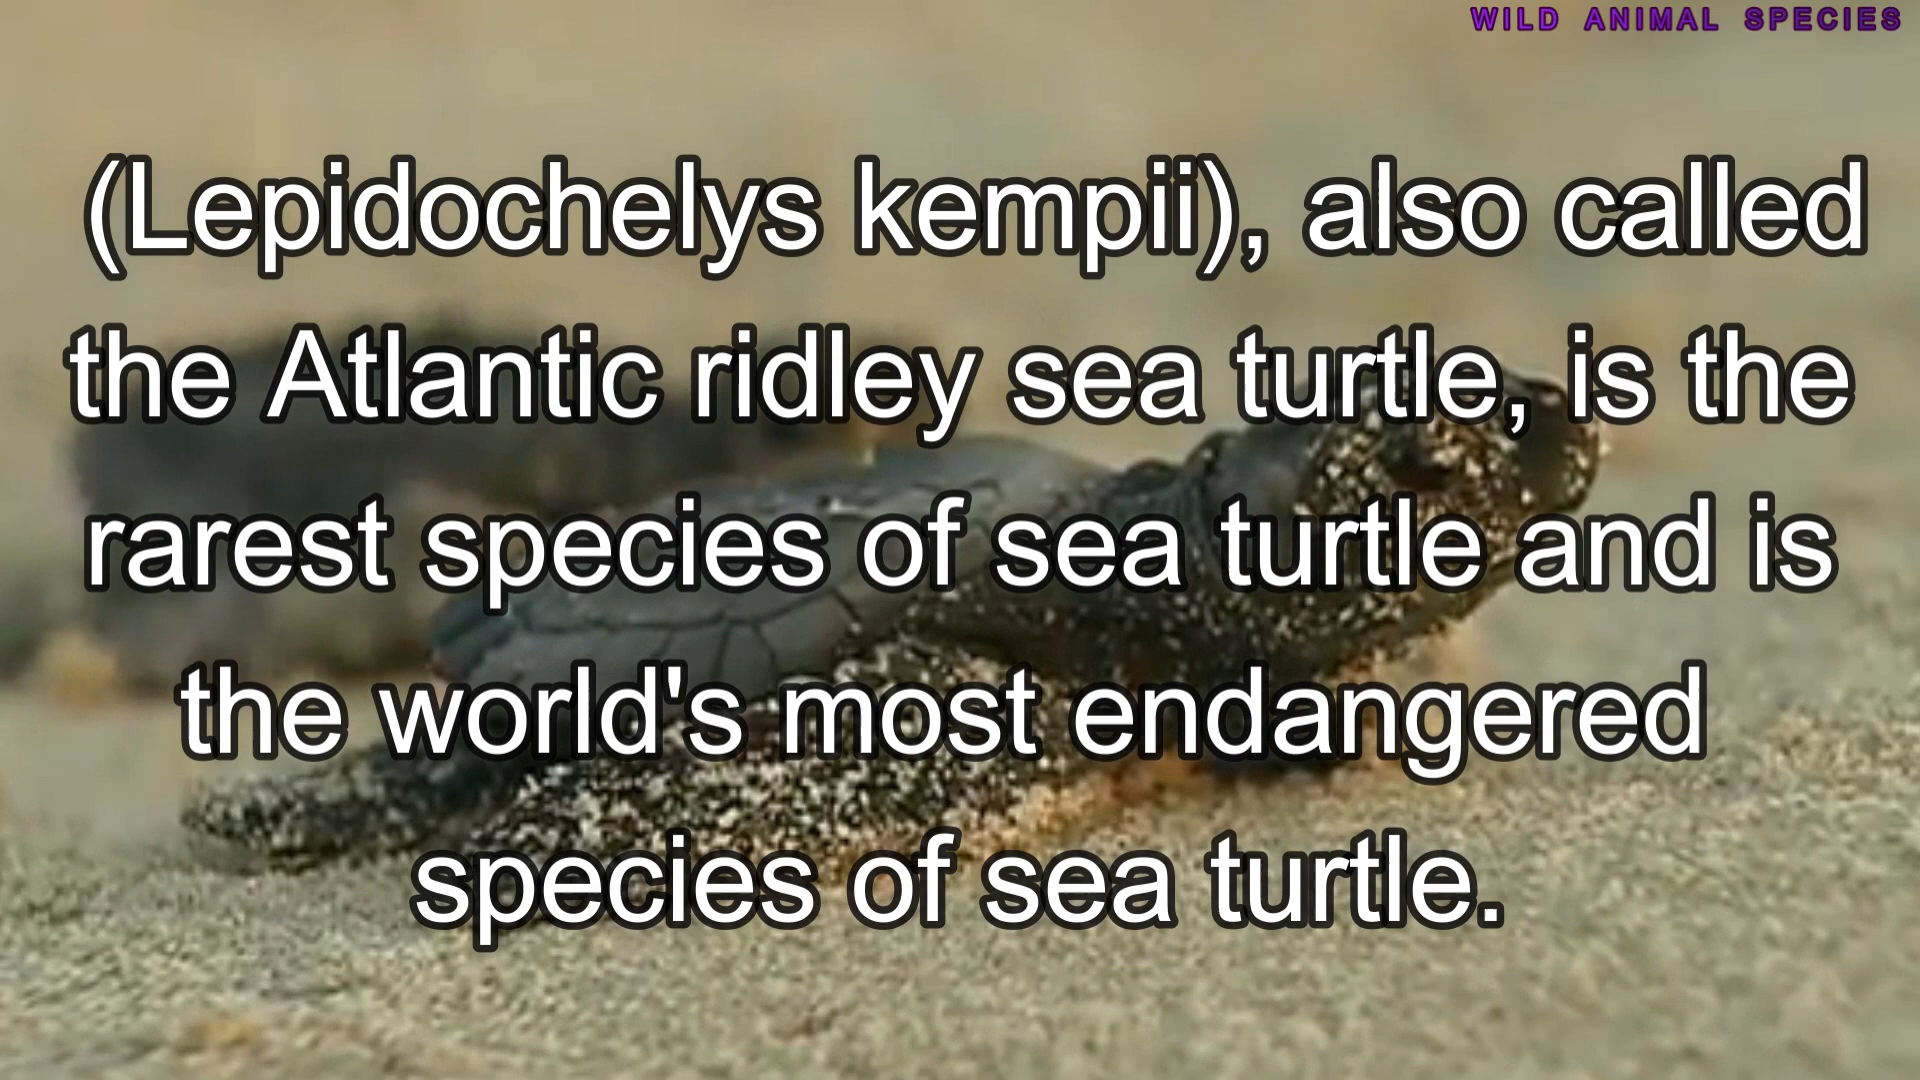 WILD ANIMAL SPECIES
(Lepidochelys kempii), also called
the Atlantic ridley sea turtle, is the
rarest species of sea turtle and is
the world's most endangered
species of sea turtle.